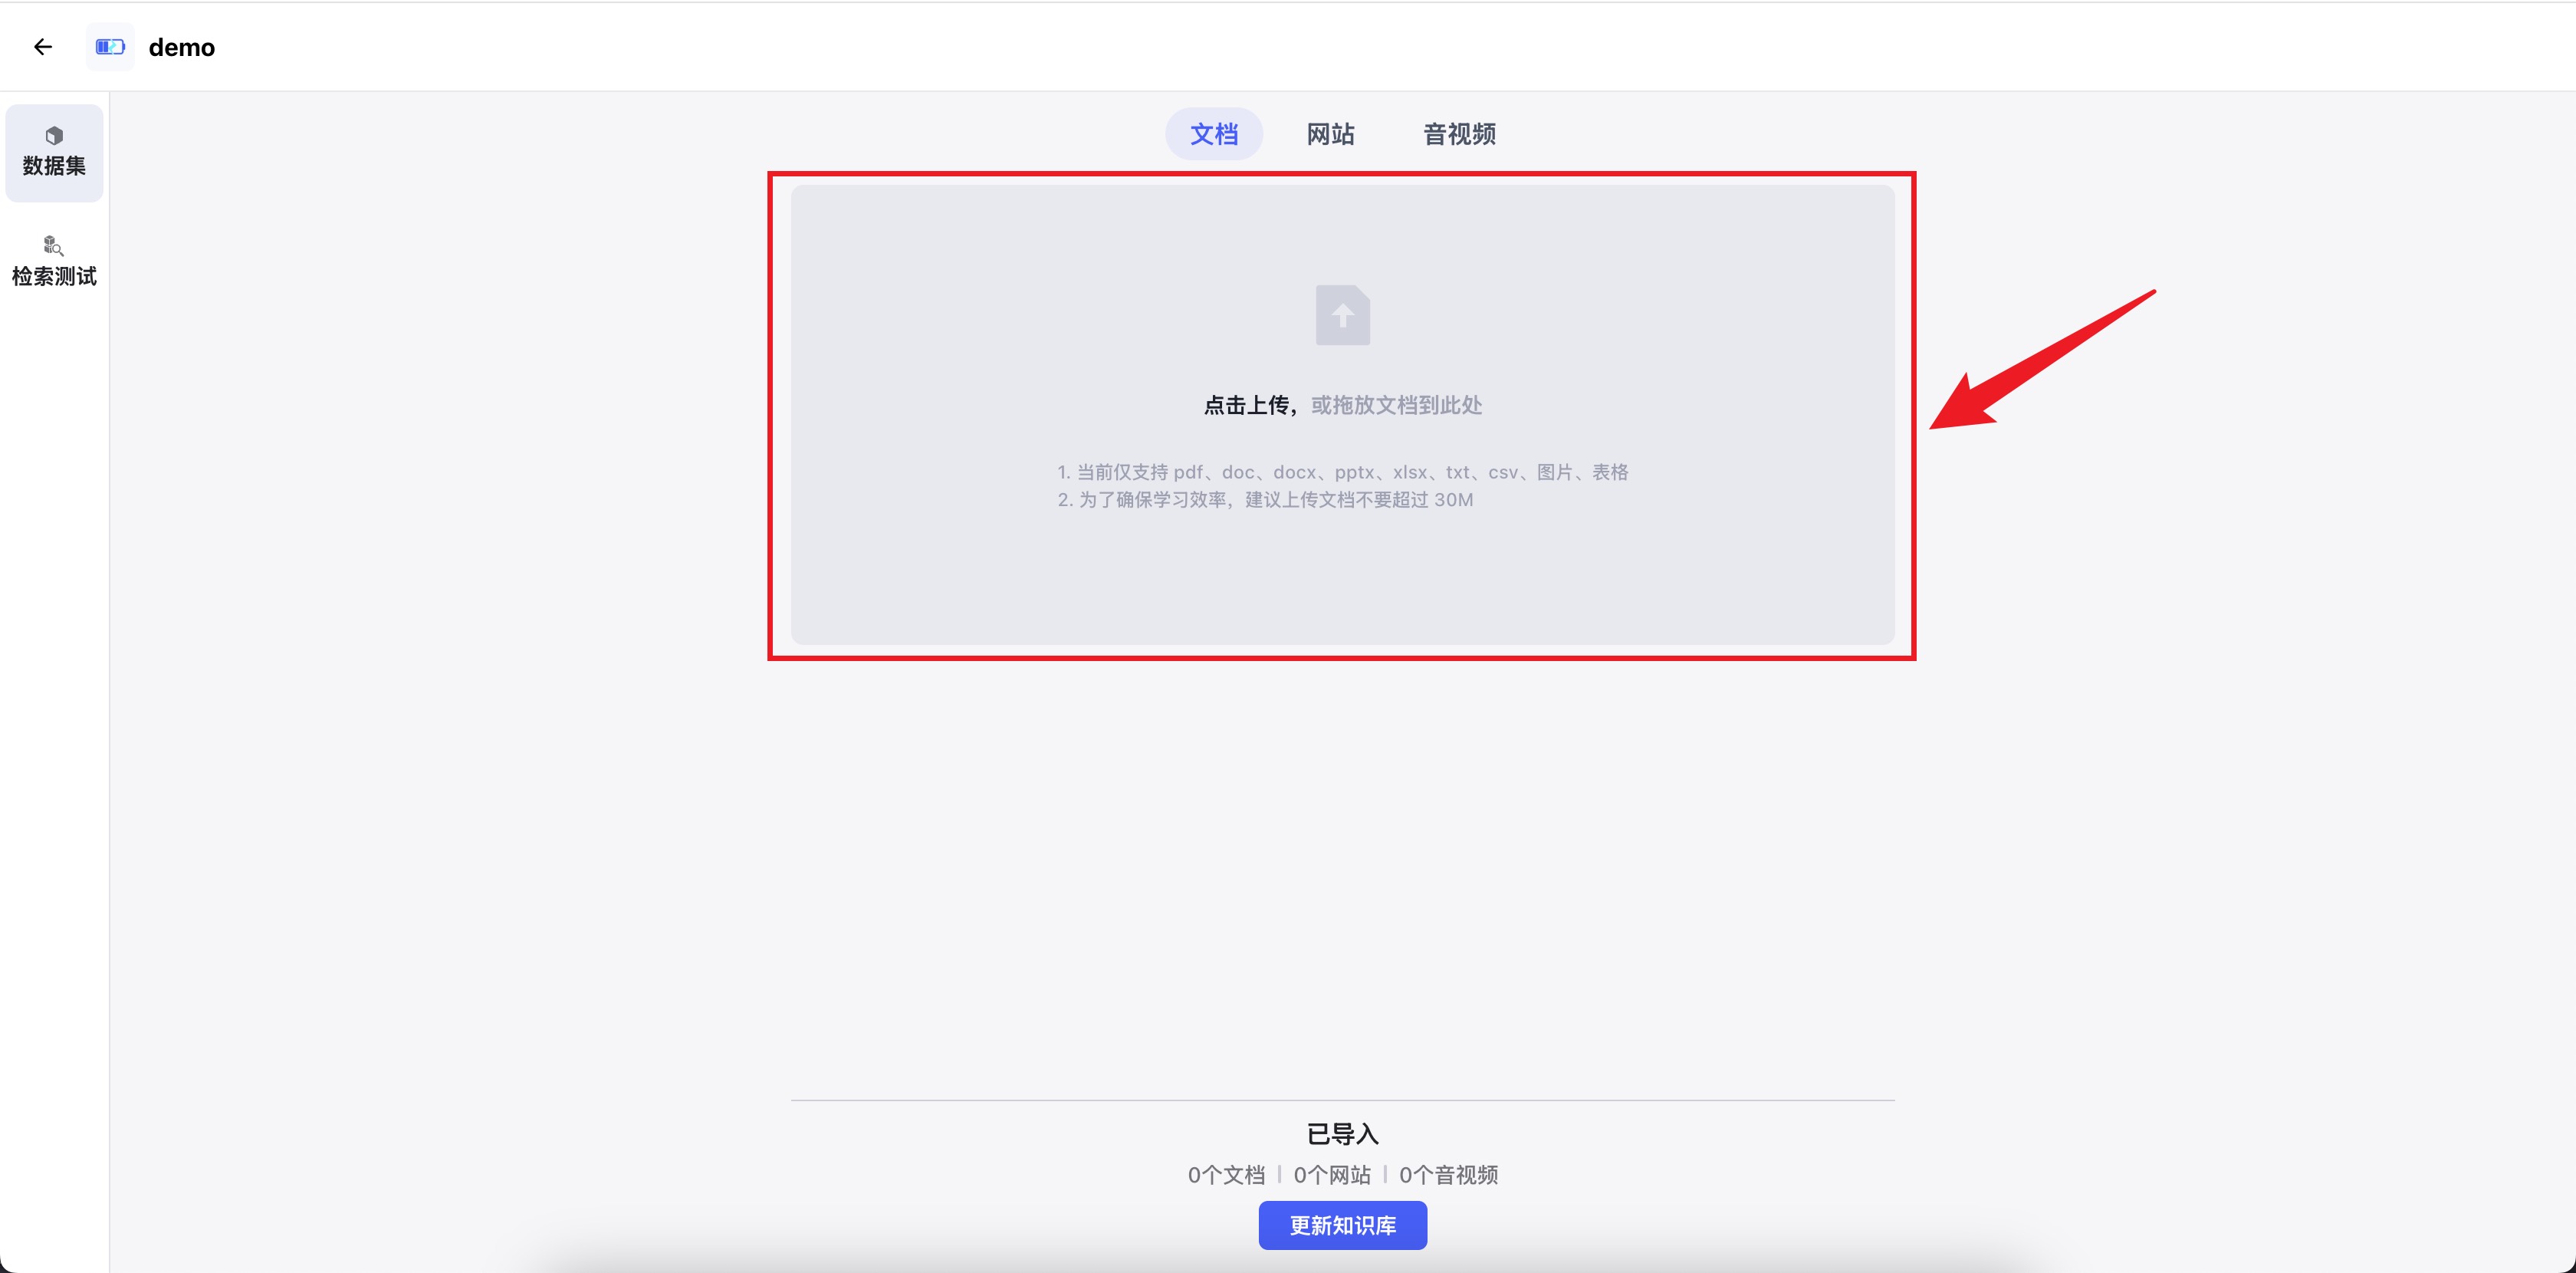 demo
数据集
检索测试
文档 网站 音视频
点击上传，或拖放文档到此处
1. 当前仅支持 pdf、doc、docx、pptx、xlsx、txt、csv、图片、表格
2. 为了确保学习效率，建议上传文档不要超过 30M
已导入
0个文档 | 0个网站 | 0个音视频
更新知识库